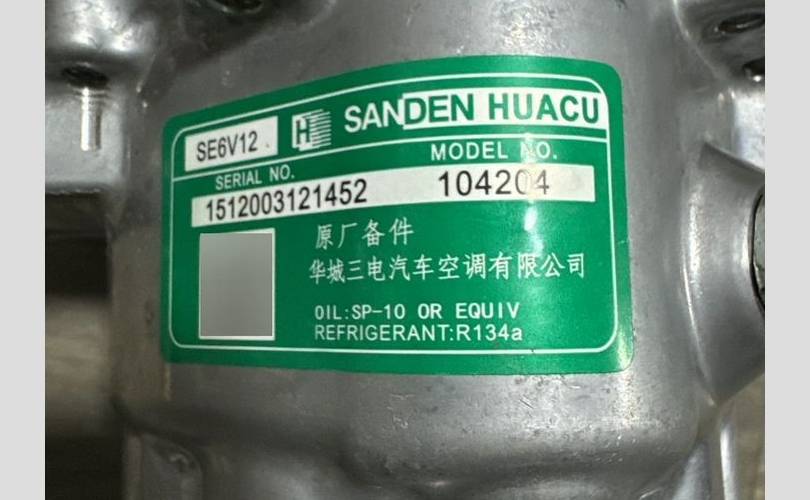 SE6V12
SANDEN HUACU
SERIAL NO.
MODEL NO.
1512003121452
104204
原厂备件
华城三电汽车空调有限公司
OIL:SP-10 OR EQUIV
REFRIGERANT:R134a